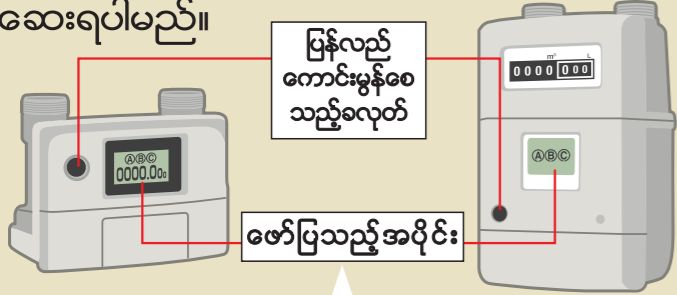 ဆေးရပါမည်။
ပြန်လည်
ကောင်းမွန်စေ
သည့်ခလုတ်
m³ L
0000 000
ⒶⒷⒸ
0000.000
ⒶⒷⒸ
ဖော်ပြသည့်အပိုင်း